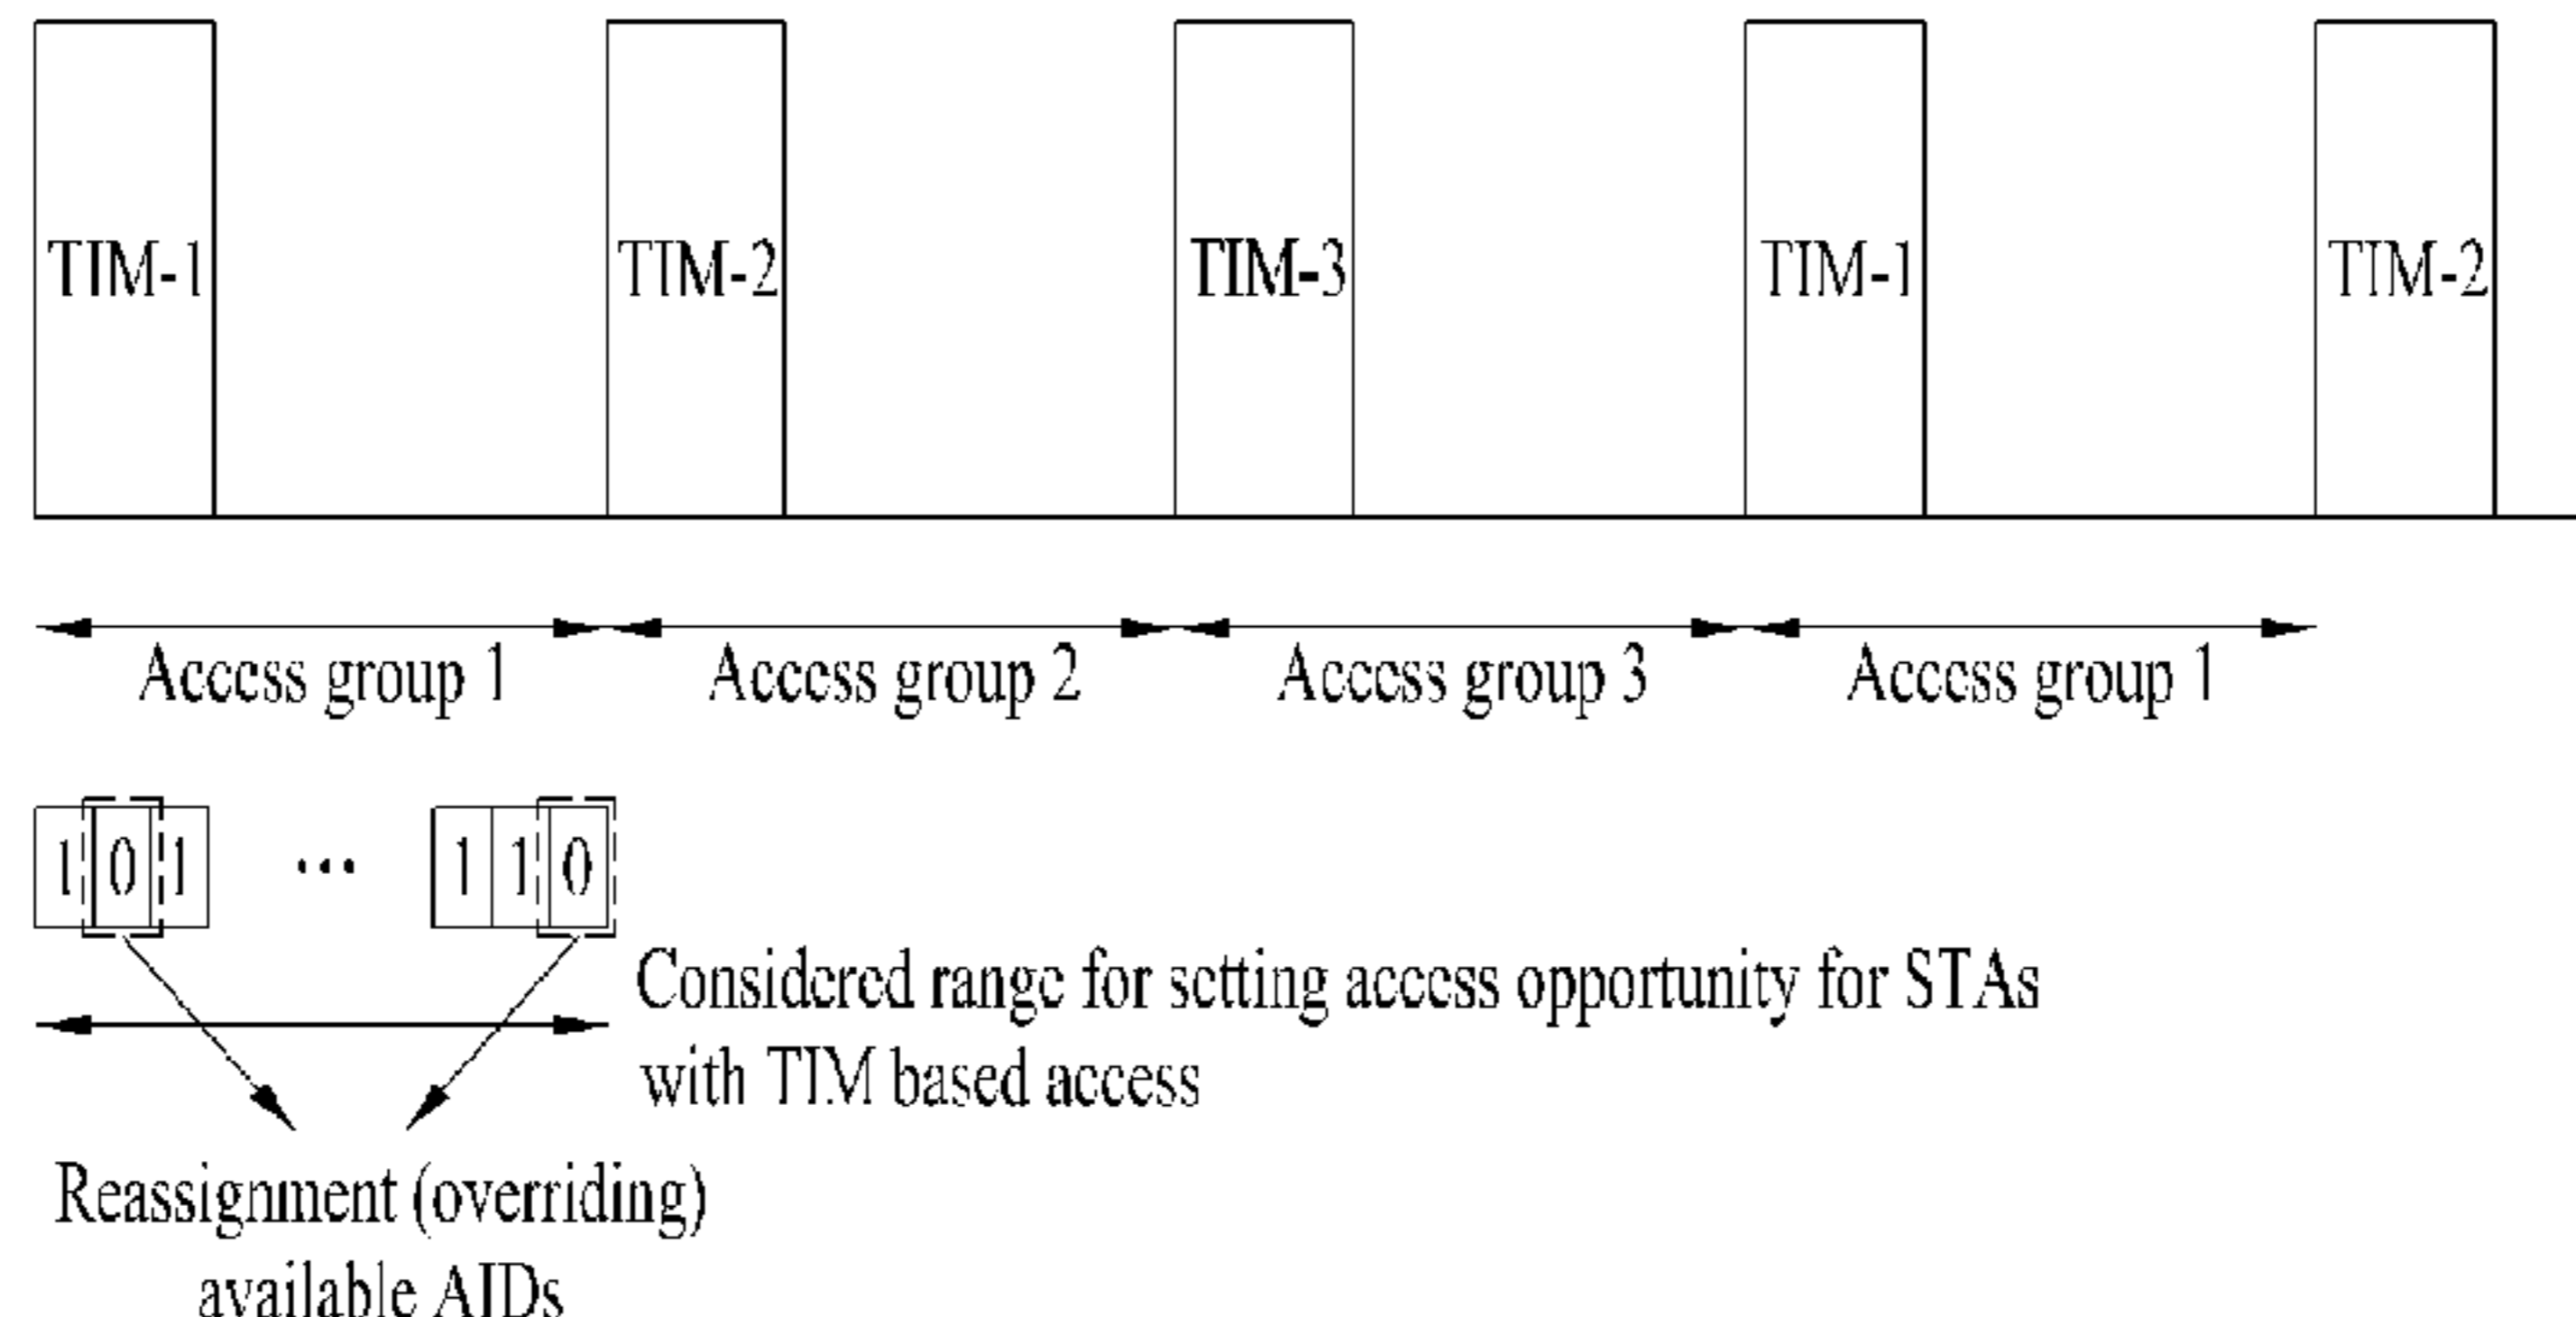 TIM-1 TIM-2 TIM-3 TIM-1 TIM-2
Access group 1 Access group 2 Access group 3 Access group 1
1 0 1 ... 1 1 0
Considered range for setting access opportunity for STAs
with TIM based access
Reassignment (overriding)
available AIDs